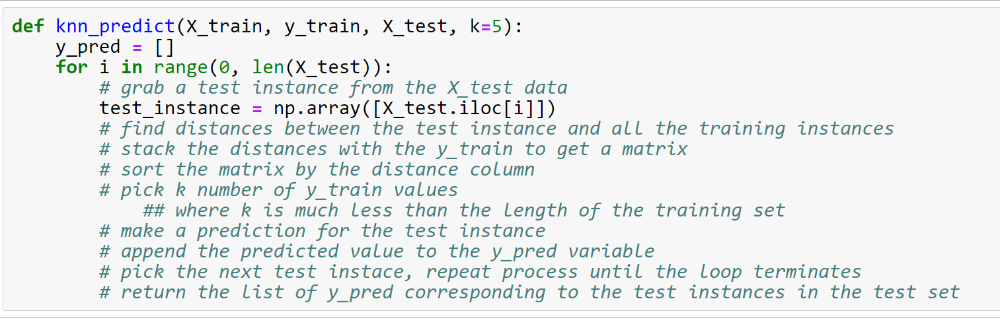 def knn_predict(X_train, y_train, X_test, k=5):
    y_pred = []
    for i in range(0, len(X_test)):
        # grab a test instance from the X_test data
        test_instance = np.array([X_test.iloc[i]])
        # find distances between the test instance and all the training instances
        # stack the distances with the y_train to get a matrix
        # sort the matrix by the distance column
        # pick k number of y_train values
            ## where k is much less than the length of the training set
        # make a prediction for the test instance
        # append the predicted value to the y_pred variable
        # pick the next test instace, repeat process until the loop terminates
        # return the list of y_pred corresponding to the test instances in the test set